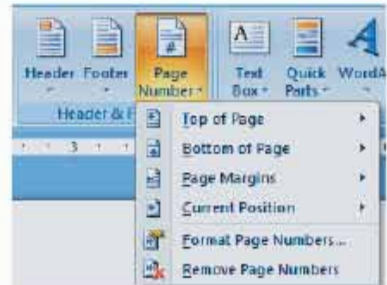 Header Footer Page Number Text Box Quick Parts WordA
Header & F
3
Top of Page
Bottom of Page
Page Margins
Current Position
Format Page Numbers...
Remove Page Numbers